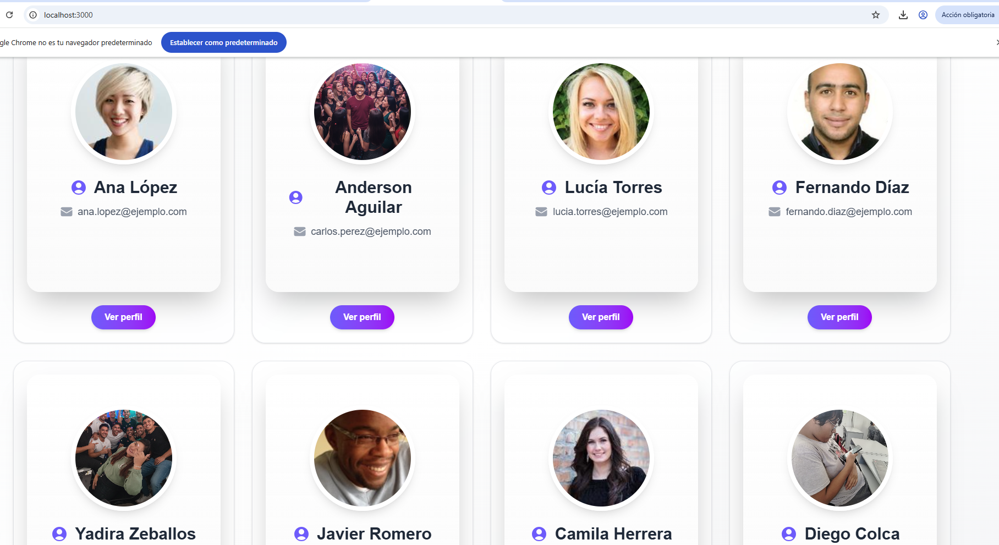 localhost:3000
Acción obligatoria
gle Chrome no es tu navegador predeterminado
Establecer como predeterminado
Ana López
ana.lopez@ejemplo.com
Ver perfil
Anderson
Aguilar
carlos.perez@ejemplo.com
Ver perfil
Lucía Torres
lucia.torres@ejemplo.com
Ver perfil
Fernando Díaz
fernando.diaz@ejemplo.com
Ver perfil
Yadira Zeballos
Javier Romero
Camila Herrera
Diego Colca